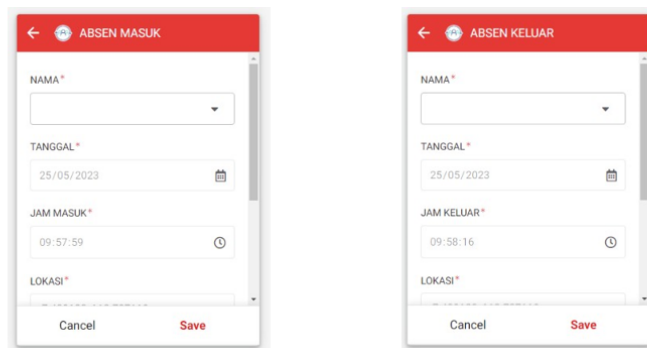 ABSEN MASUK
NAMA*
TANGGAL*
25/05/2023
JAM MASUK*
09:57:59
LOKASI*
Cancel Save
ABSEN KELUAR
NAMA*
TANGGAL*
25/05/2023
JAM KELUAR*
09:58:16
LOKASI*
Cancel Save